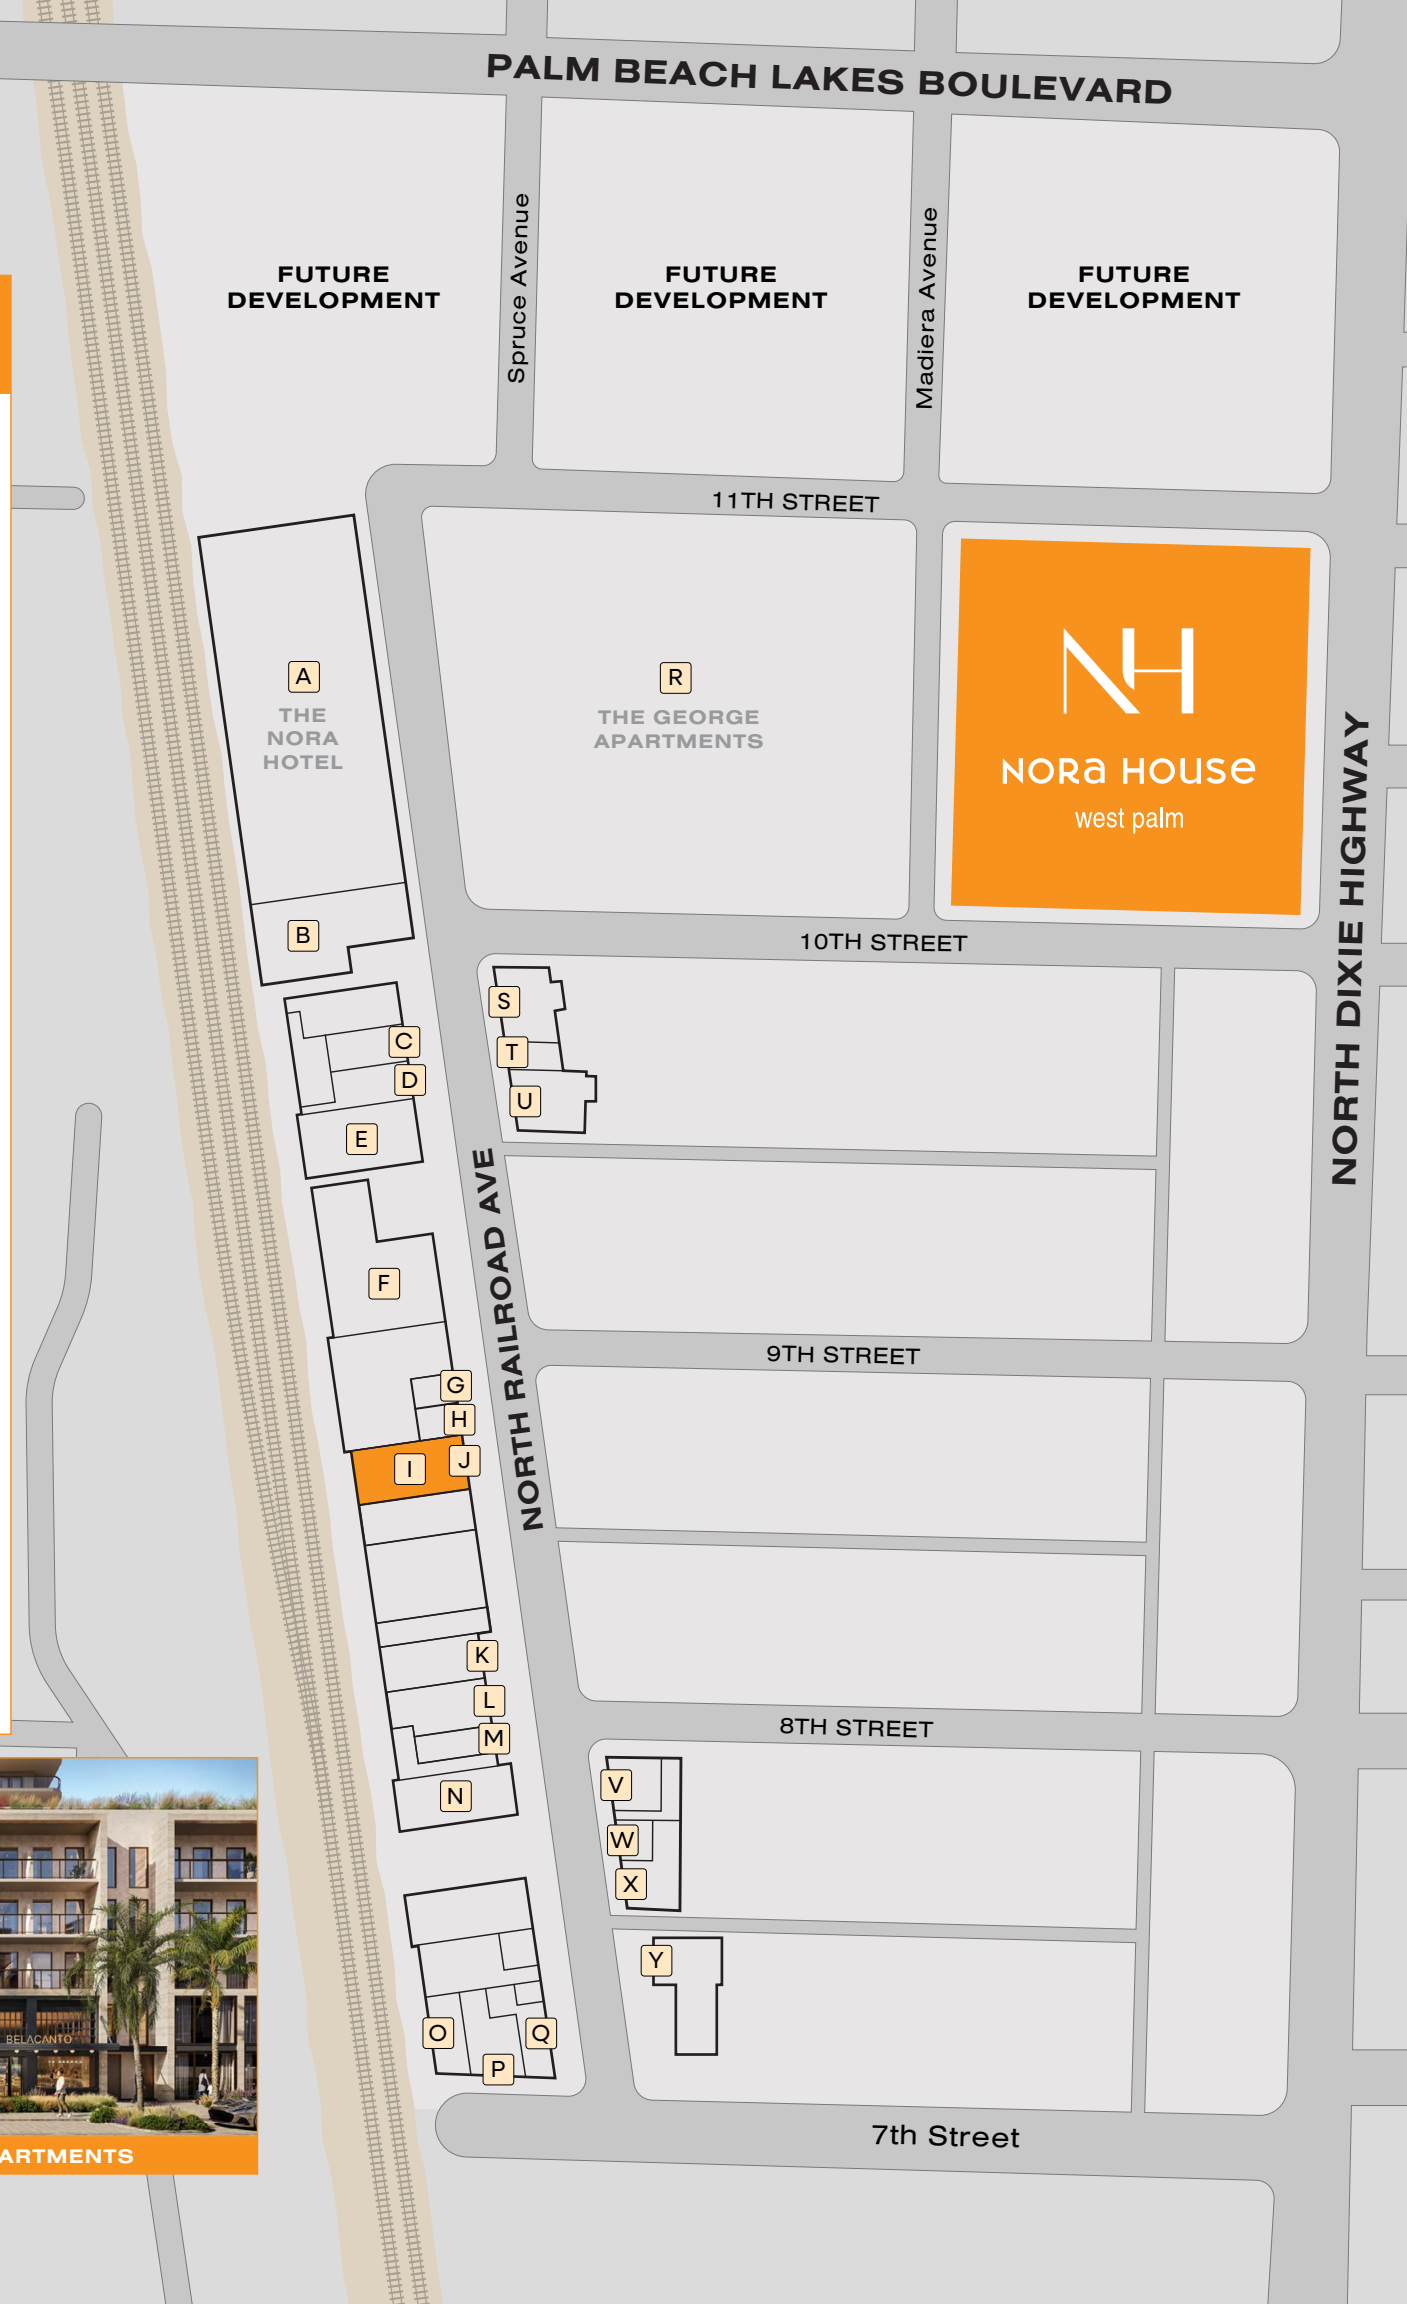 PALM BEACH LAKES BOULEVARD
Spruce Avenue
Madiera Avenue
FUTURE
DEVELOPMENT
FUTURE
DEVELOPMENT
FUTURE
DEVELOPMENT
11TH STREET
A
THE
NORA
HOTEL
R
THE GEORGE
APARTMENTS
NH
NORa House
west palm
NORTH DIXIE HIGHWAY
B
10TH STREET
S
C
T
D
U
E
NORTH RAILROAD AVE
F
9TH STREET
G
H
J
I
K
L
8TH STREET
M
V
N
W
X
Y
O
Q
P
BELACANTO
7th Street
ARTMENTS